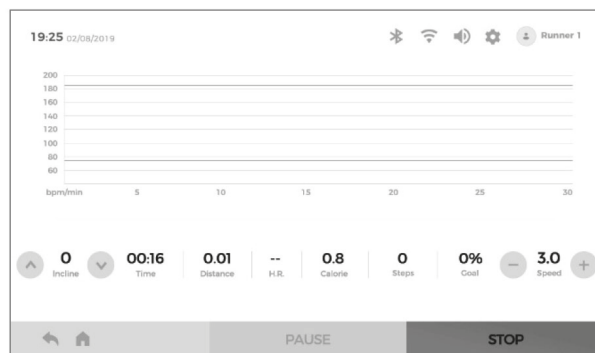 19:25 02/08/2019 Runner 1
200
180
160
140
120
100
80
60
bpm/min 5 10 15 20 25 30
0 00:16 0.01 -- 0.8 0 0% 3.0
Incline Time Distance H.R. Calorie Steps Goal Speed
PAUSE STOP